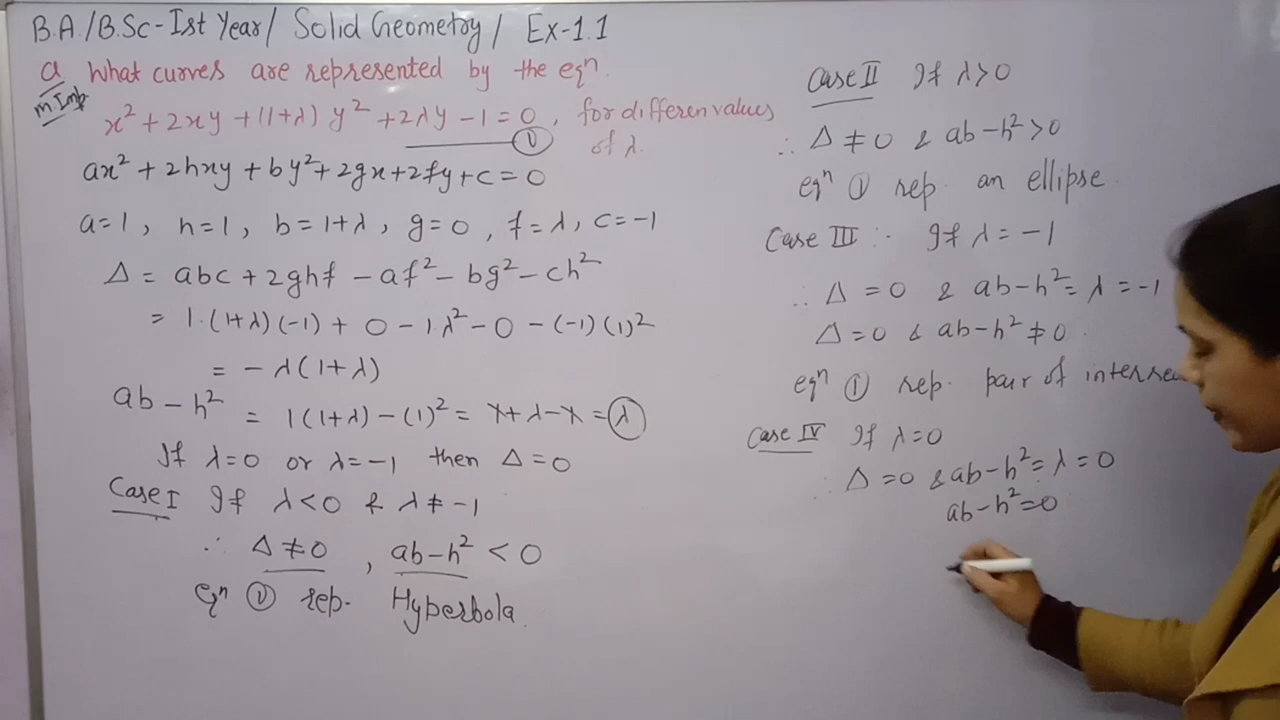 B.A./B.Sc-Ist Year/ Solid Geometry/ Ex-1.1
Q What curves are represented by the eqⁿ.
m.Imp.
x² + 2xy + (1+λ) y² + 2λy - 1 = 0, for differen values
① of λ.
ax² + 2hxy + by² + 2gx + 2fy + c = 0
a=1, h=1, b=1+λ, g=0, f=λ, c=-1
Δ = abc + 2ghf - af² - bg² - ch²
= 1.(1+λ)(-1) + 0 - 1.λ² - 0 - (-1)(1)²
= - λ(1+λ)
ab - h² = 1(1+λ) - (1)² = 1+λ-1 = λ
If λ=0 or λ=-1 then Δ=0
Case I If λ<0 & λ≠-1
∴ Δ≠0, ab-h² < 0
eqⁿ ① rep. Hyperbola.
Case II If λ>0
∴ Δ≠0 & ab-h²>0
eqⁿ ① rep. an ellipse.
Case III :- If λ=-1
∴ Δ=0 & ab-h²=λ=-1
Δ=0 & ab-h²≠0
eqⁿ ① rep. pair of
Case IV If λ=0
∴ Δ=0 & ab-h²=λ=0
ab-h²=0